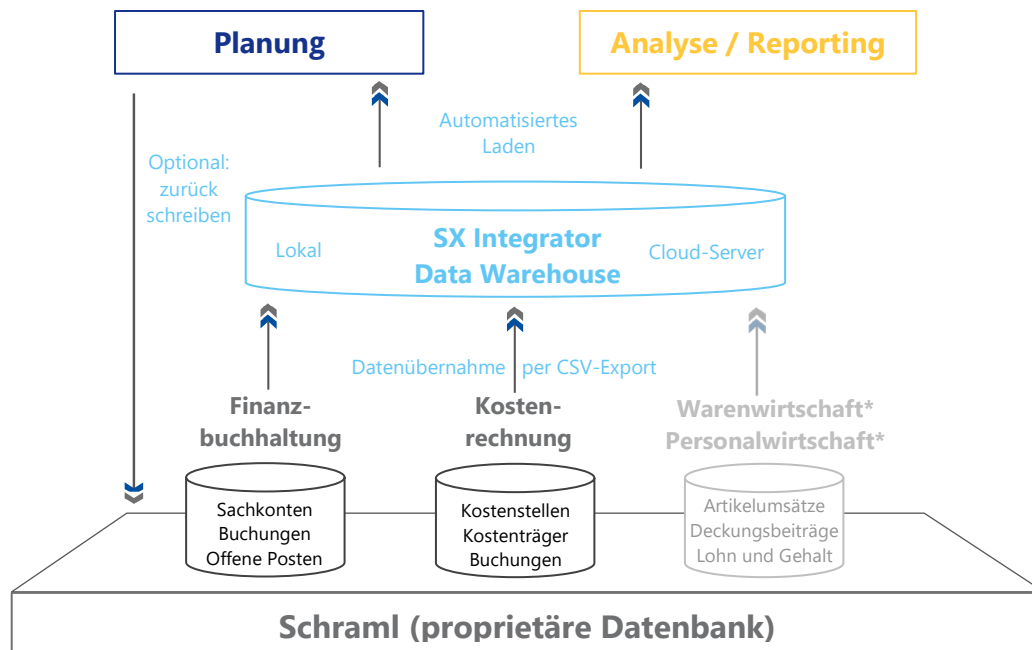 Planung
Analyse / Reporting
Automatisiertes
Laden
Optional:
zurück
schreiben
Lokal
SX Integrator
Data Warehouse
Cloud-Server
Datenübernahme per CSV-Export
Finanz-
buchhaltung
Kosten-
rechnung
Warenwirtschaft*
Personalwirtschaft*
Sachkonten
Buchungen
Offene Posten
Kostenstellen
Kostenträger
Buchungen
Artikelumsätze
Deckungsbeiträge
Lohn und Gehalt
Schraml (proprietäre Datenbank)